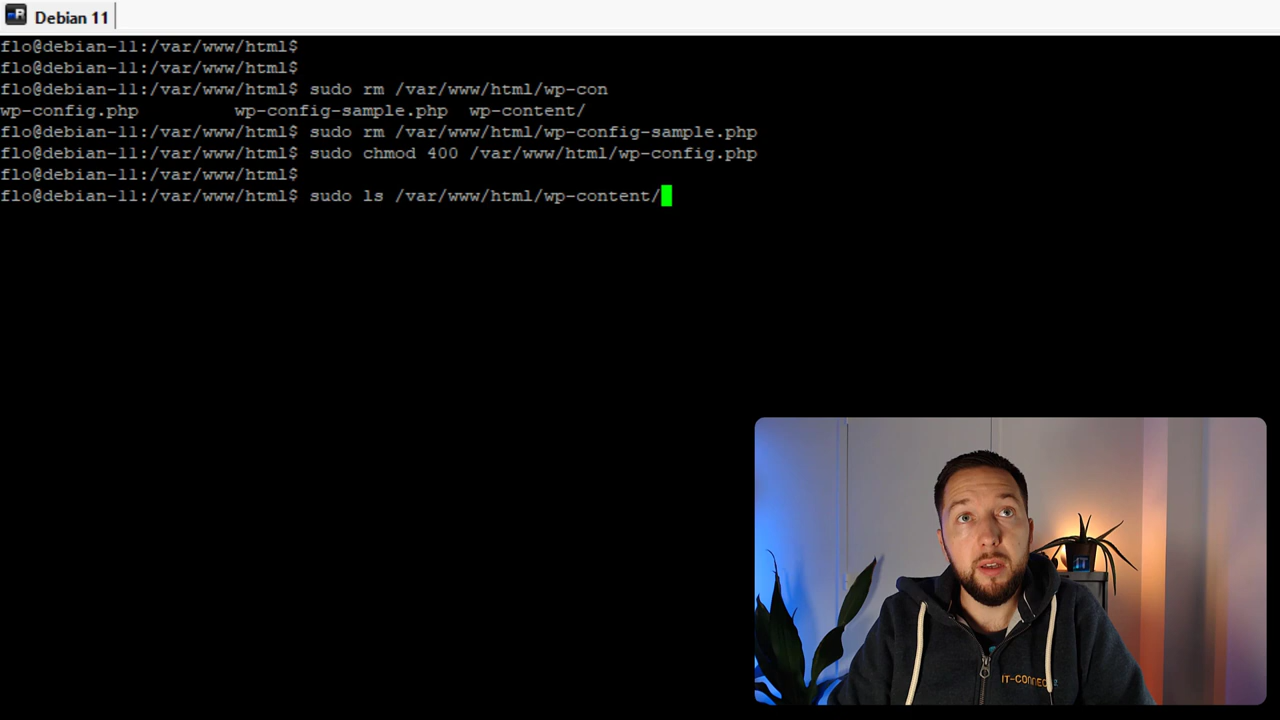 Debian 11
flo@debian-11:/var/www/html$
flo@debian-11:/var/www/html$
flo@debian-11:/var/www/html$ sudo rm /var/www/html/wp-con
wp-config.php wp-config-sample.php wp-content/
flo@debian-11:/var/www/html$ sudo rm /var/www/html/wp-config-sample.php
flo@debian-11:/var/www/html$ sudo chmod 400 /var/www/html/wp-config.php
flo@debian-11:/var/www/html$
flo@debian-11:/var/www/html$ sudo ls /var/www/html/wp-content/
IT